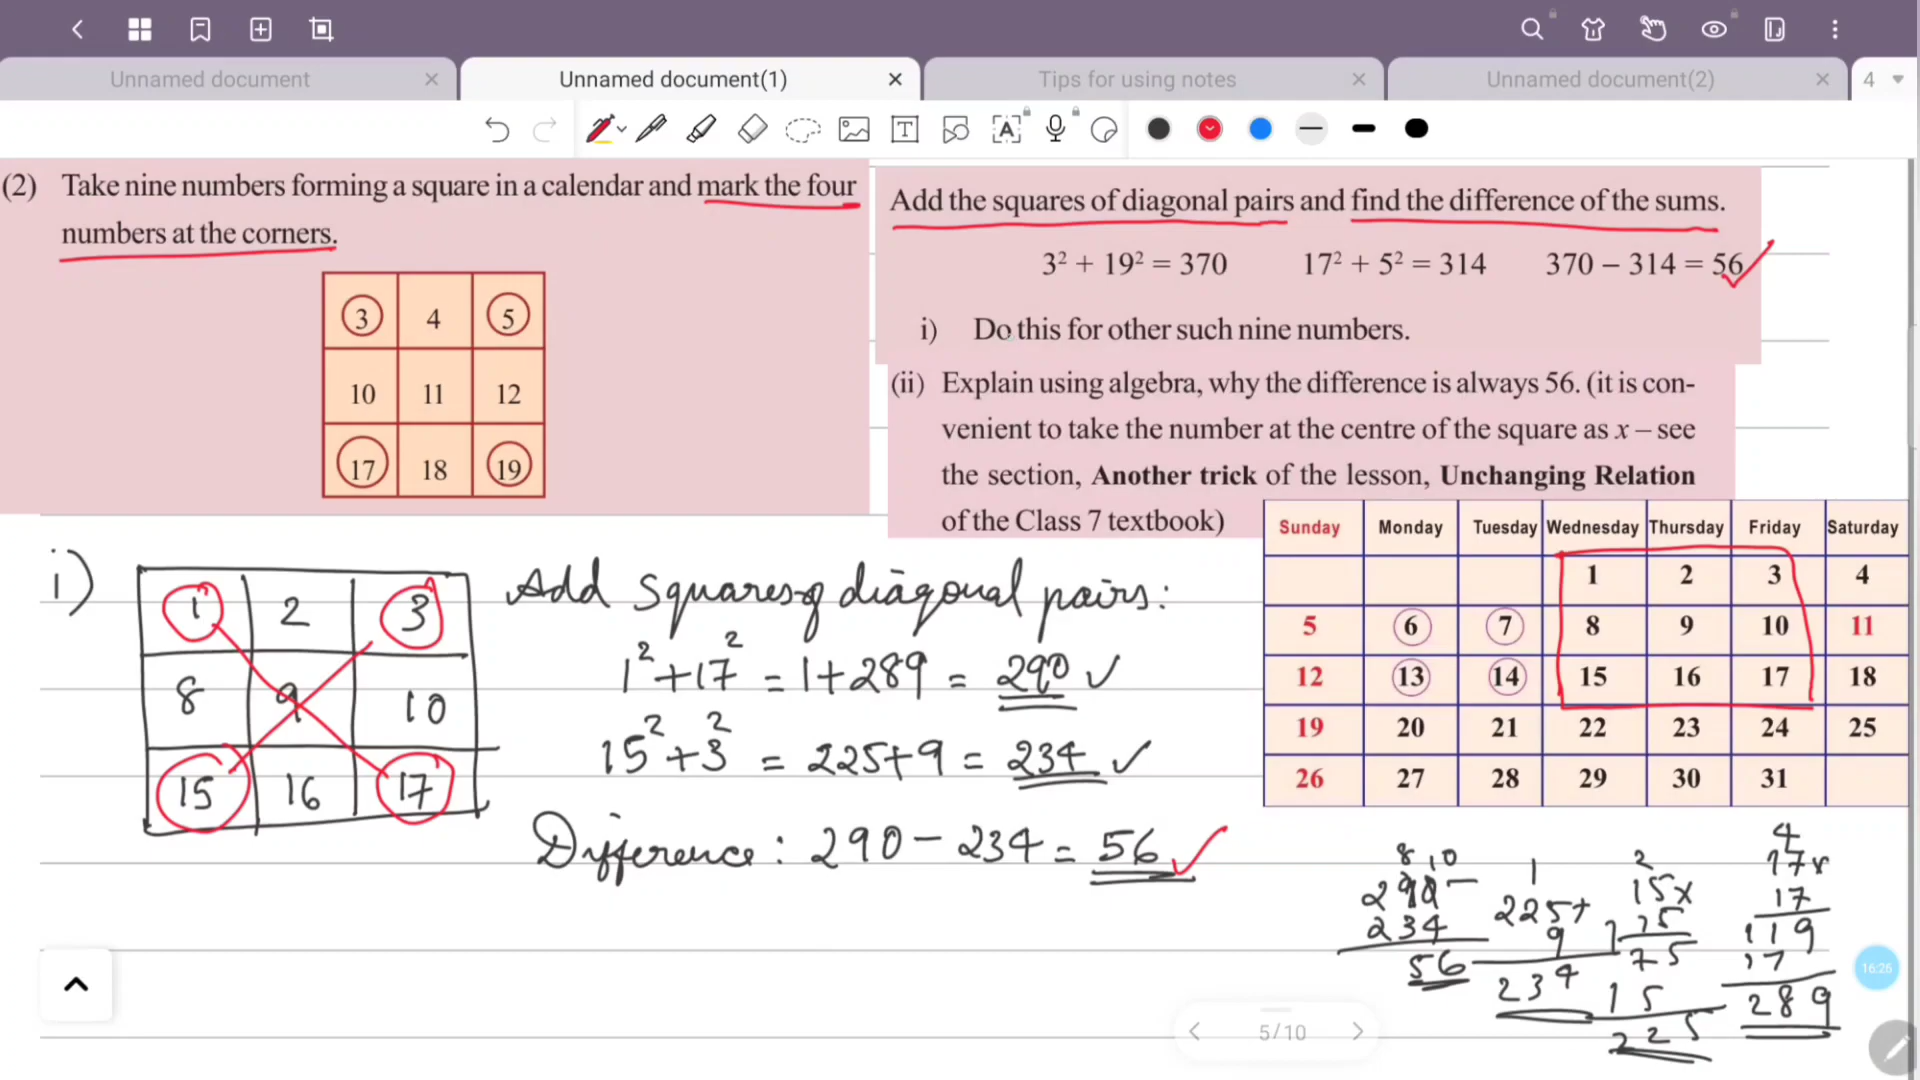 Unnamed document
Unnamed document(1)
Tips for using notes
Unnamed document(2)
4
(2) Take nine numbers forming a square in a calendar and mark the four
numbers at the corners.
3 4 5
10 11 12
17 18 19
Add the squares of diagonal pairs and find the difference of the sums.
3² + 19² = 370 17² + 5² = 314 370 – 314 = 56
i) Do this for other such nine numbers.
(ii) Explain using algebra, why the difference is always 56. (it is con-
venient to take the number at the centre of the square as x – see
the section, Another trick of the lesson, Unchanging Relation
of the Class 7 textbook)
Sunday Monday Tuesday Wednesday Thursday Friday Saturday
1 2 3 4
5 6 7 8 9 10 11
12 13 14 15 16 17 18
19 20 21 22 23 24 25
26 27 28 29 30 31
i)
1 2 3
8 9 10
15 16 17
Add squares of diagonal pairs:
1² + 17² = 1 + 289 = 290 ✓
15² + 3² = 225 + 9 = 234 ✓
Difference: 290 – 234 = 56
8 10
290 –
234
56
1
225+
9
234
2
15x
15
75
15
225
4
17x
17
119
17
289
16:26
5/10